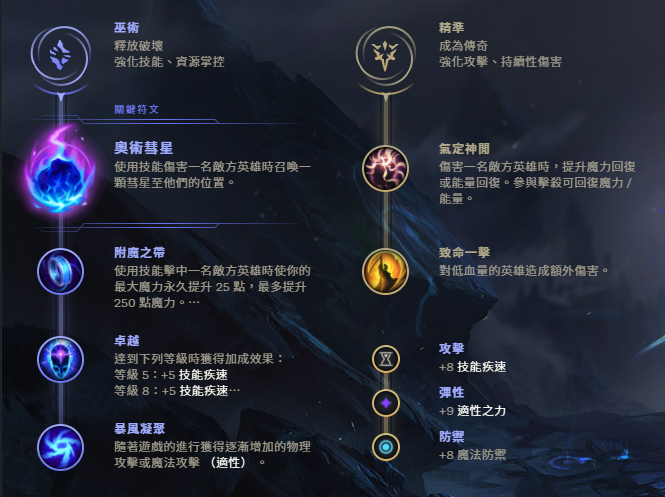 巫術
釋放破壞
強化技能、資源掌控
關鍵符文
奧術彗星
使用技能傷害一名敵方英雄時召喚一
顆彗星至他們的位置。
附魔之帶
使用技能擊中一名敵方英雄時使你的
最大魔力永久提升 25 點，最多提升
250 點魔力。⋯
卓越
達到下列等級時獲得加成效果：
等級 5：+5 技能疾速
等級 8：+5 技能疾速⋯
暴風凝聚
隨著遊戲的進行獲得逐漸增加的物理
攻擊或魔法攻擊 （適性） 。
精準
成為傳奇
強化攻擊、持續性傷害
氣定神閒
傷害一名敵方英雄時，提升魔力回復
或能量回復。參與擊殺可回復魔力 /
能量。
致命一擊
對低血量的英雄造成額外傷害。
攻擊
+8 技能疾速
彈性
+9 適性之力
防禦
+8 魔法防禦